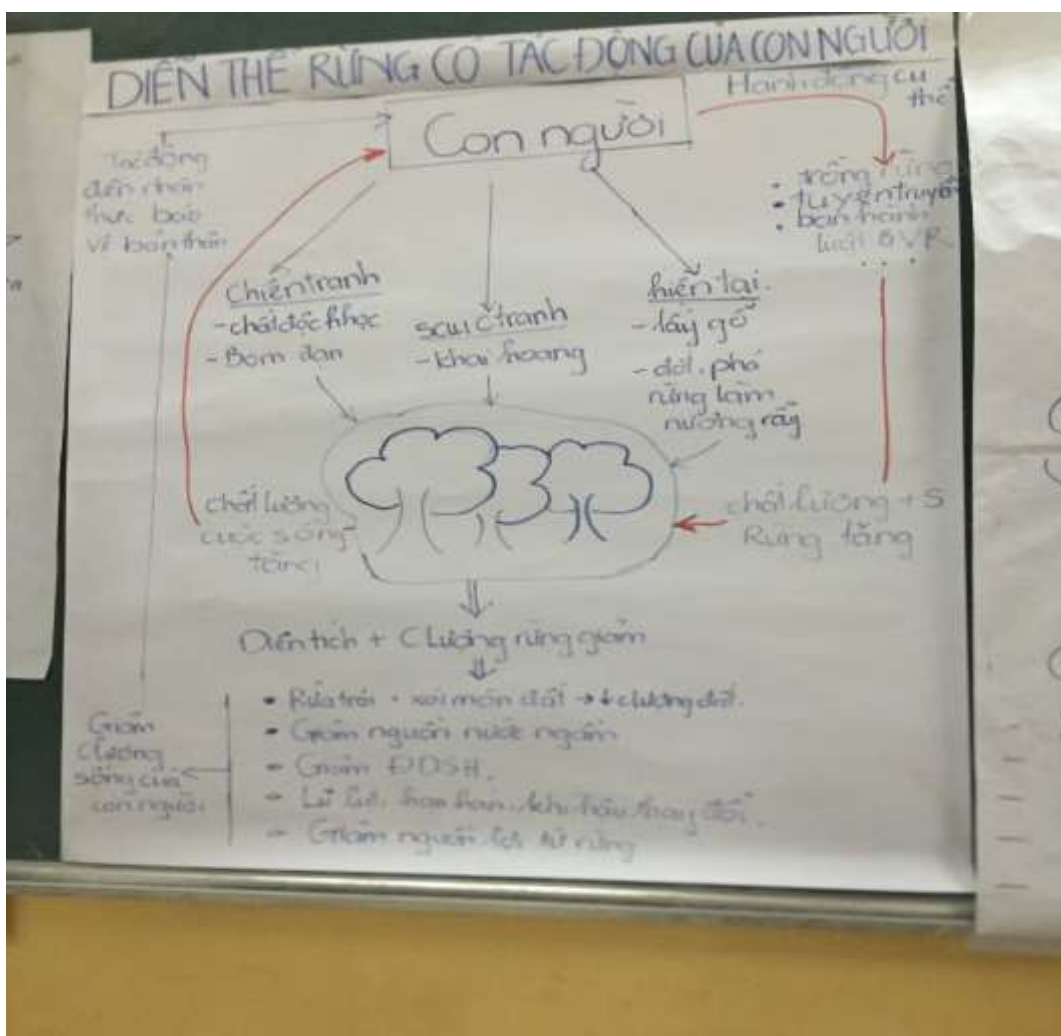 DIỄN THẾ RỪNG CÓ TÁC ĐỘNG CỦA CON NGƯỜI
Con người
Hành động cụ
thể
Tác động
đến nhận
thức bảo
vệ bản thân
• trồng rừng
• tuyên truyền
• ban hành
luật BVR
...
Chiến tranh
- chất độc hhọc
- Bom đạn
sau ctranh
- khai hoang
hiện tại.
- lấy gỗ
- đốt, phá
rừng làm
nương rẫy
chất lượng
cuộc sống
tăng
chất lượng + S
Rừng tăng
Diện tích + C lượng rừng giảm
• Rửa trôi + xói mòn đất → ↓ clượng đất.
- Giảm nguồn nước ngầm
- Giảm ĐDSH.
- Lũ lụt, hạn hán, khí hậu thay đổi.
- Giảm nguồn lợi từ rừng
Giảm
clượng
sống của
con người